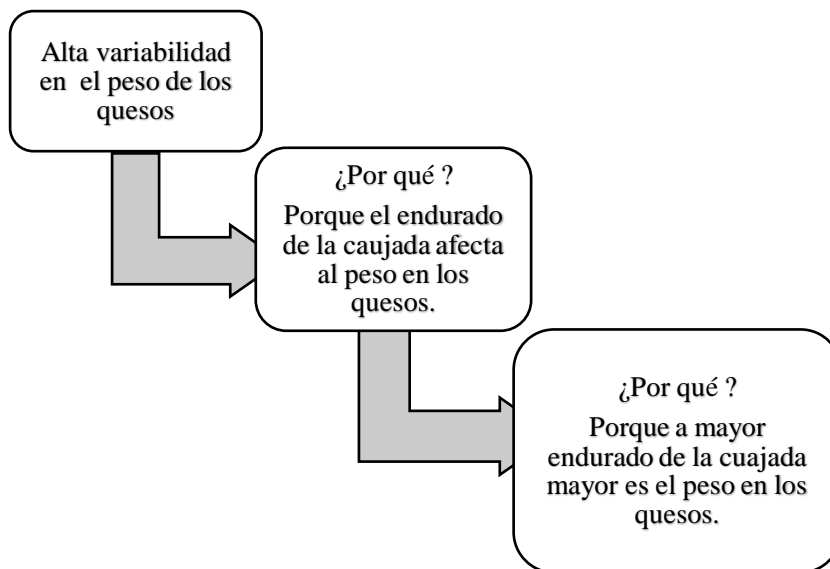 Alta variabilidad
en el peso de los
quesos
¿Por qué ?
Porque el endurado
de la caujada afecta
al peso en los
quesos.
¿Por qué ?
Porque a mayor
endurado de la cuajada
mayor es el peso en los
quesos.